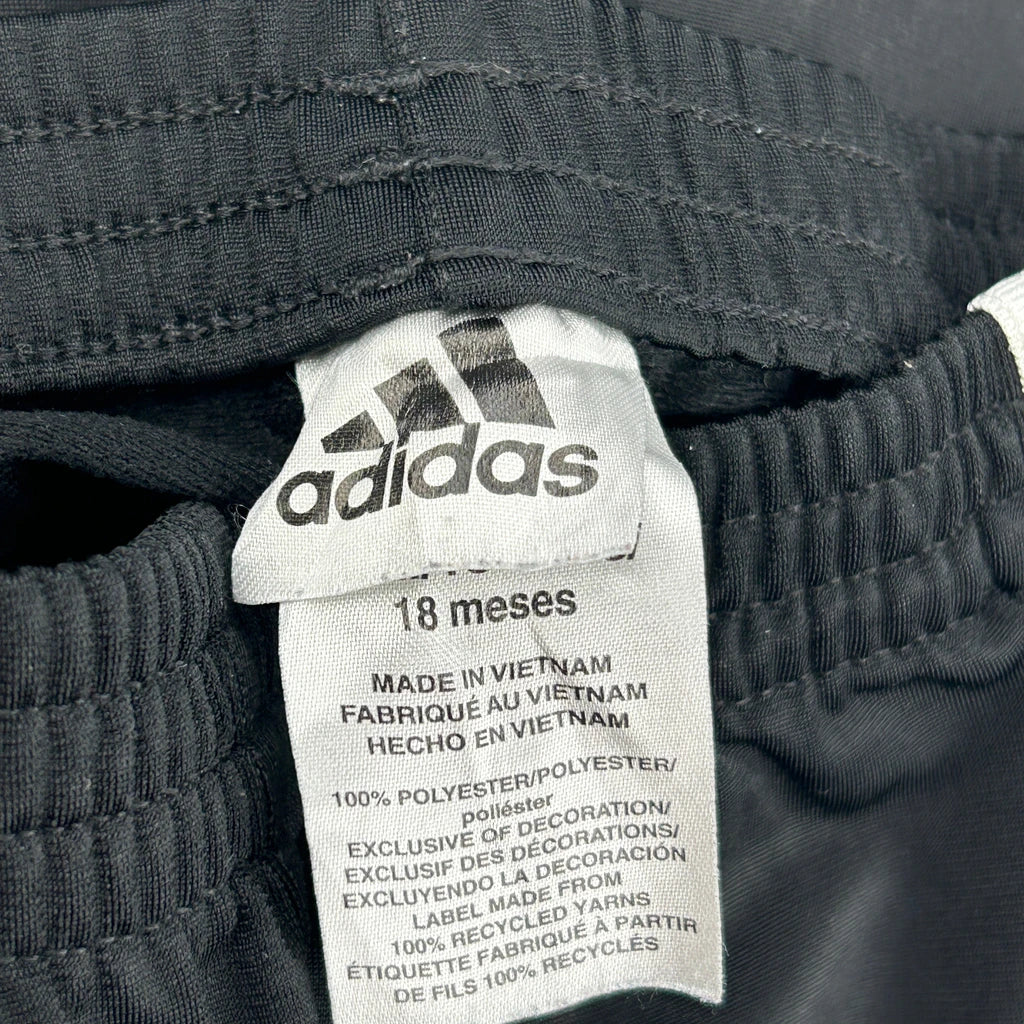 adidas
18 meses
MADE IN VIETNAM
FABRIQUÉ AU VIETNAM
HECHO EN VIETNAM
100% POLYESTER/POLYESTER/
poliéster
EXCLUSIVE OF DECORATION/
EXCLUSIF DES DÉCORATIONS/
EXCLUYENDO LA DECORACIÓN
LABEL MADE FROM
100% RECYCLED YARNS
ÉTIQUETTE FABRIQUÉ À PARTIR
DE FILS 100% RECYCLÉS